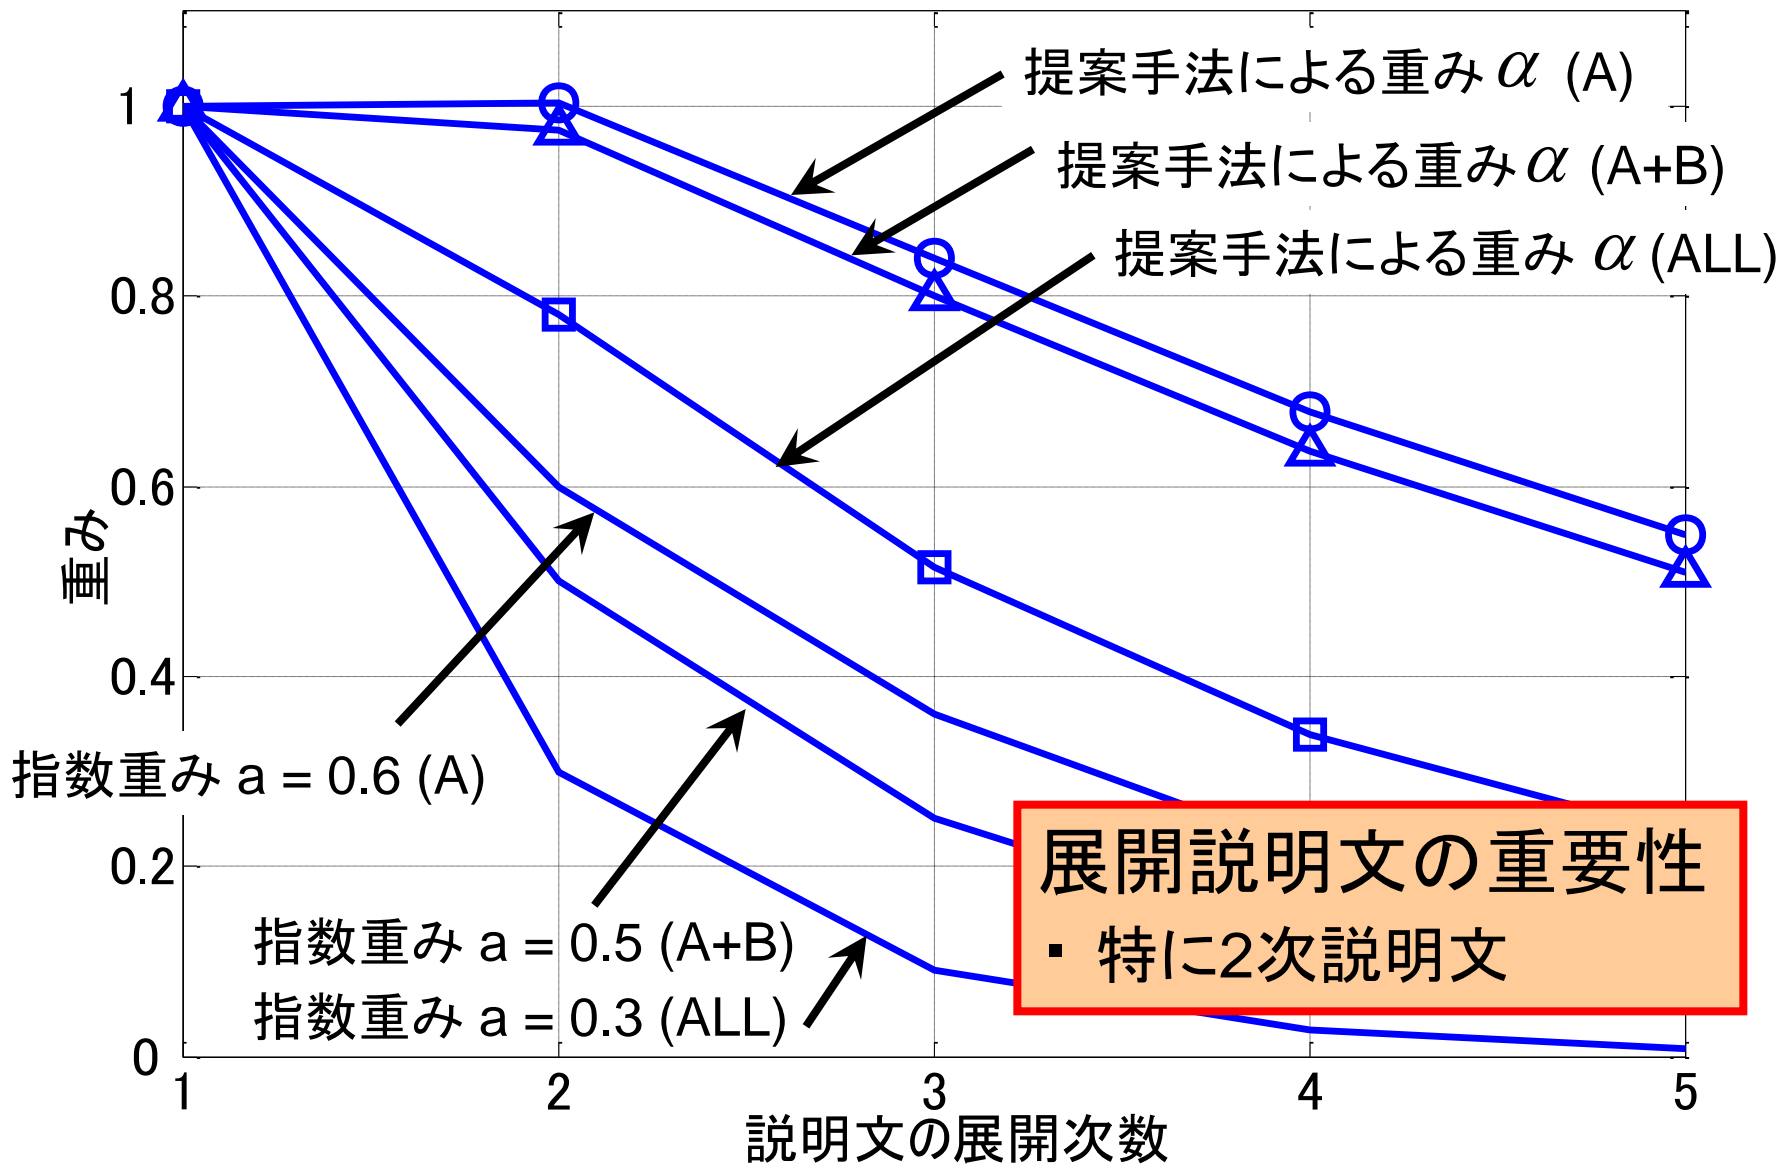 提案手法による重み α (A)
1
提案手法による重み α (A+B)
提案手法による重み α (ALL)
0.8
0.6
重み
0.4
指数重み a = 0.6 (A)
展開説明文の重要性
0.2
指数重み a = 0.5 (A+B)
▪ 特に2次説明文
指数重み a = 0.3 (ALL)
0
1 2 3 4 5
説明文の展開次数